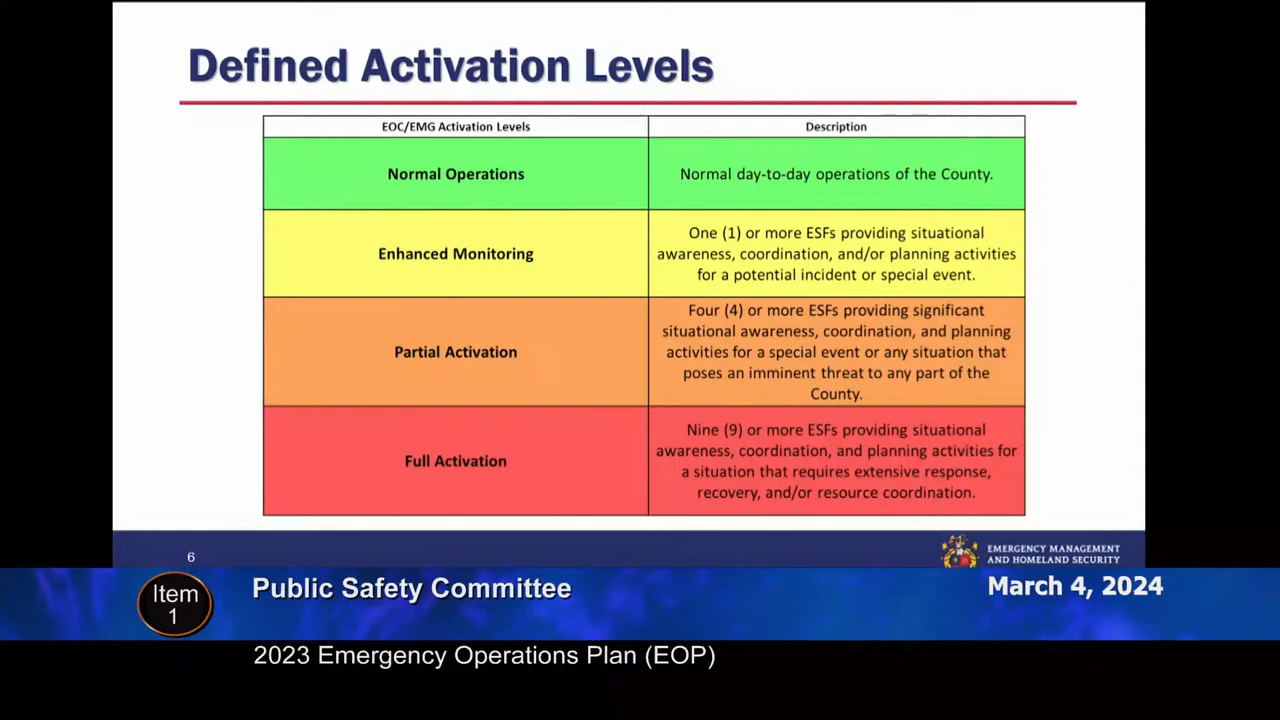 Defined Activation Levels
EOC/EMG Activation Levels
Description
Normal Operations
Normal day-to-day operations of the County.
Enhanced Monitoring
One (1) or more ESFs providing situational
awareness, coordination, and/or planning activities
for a potential incident or special event.
Partial Activation
Four (4) or more ESFs providing significant
situational awareness, coordination, and planning
activities for a special event or any situation that
poses an imminent threat to any part of the
County.
Full Activation
Nine (9) or more ESFs providing situational
awareness, coordination, and planning activities for
a situation that requires extensive response,
recovery, and/or resource coordination.
6
EMERGENCY MANAGEMENT
AND HOMELAND SECURITY
Item
1
Public Safety Committee
March 4, 2024
2023 Emergency Operations Plan (EOP)